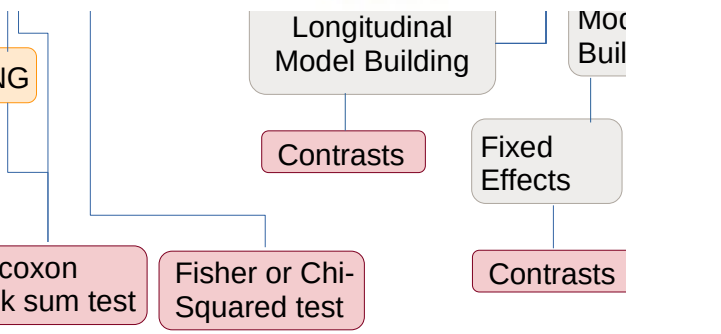 Longitudinal
Model Building
NG
Contrasts
Fixed
Effects
coxon
k sum test
Fisher or Chi-
Squared test
Contrasts